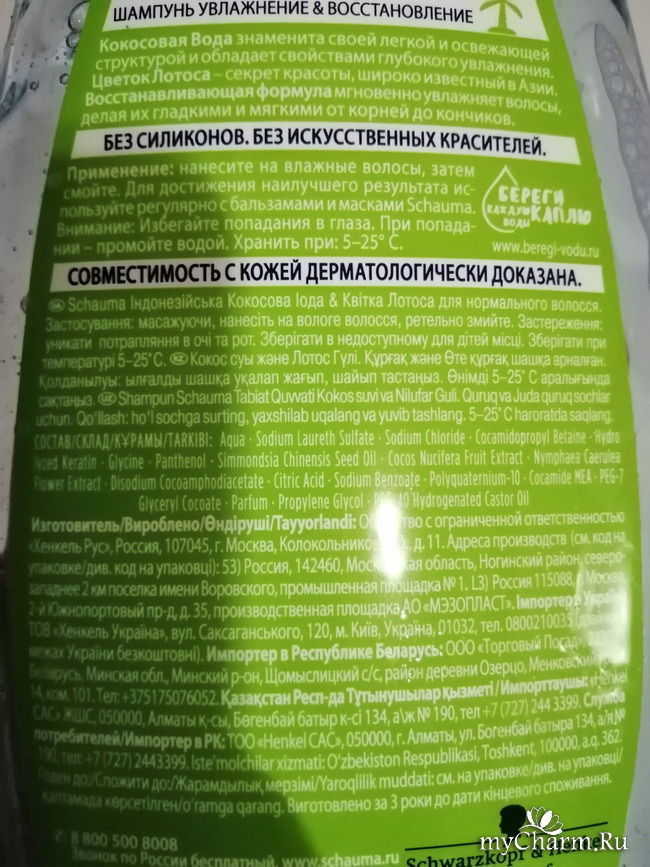 ШАМПУНЬ УВЛАЖНЕНИЕ & ВОССТАНОВЛЕНИЕ
Кокосовая Вода знаменита своей легкой и освежающей
структурой и обладает свойствами глубокого увлажнения.
Цветок Лотоса – секрет красоты, широко известный в Азии.
Восстанавливающая формула мгновенно увлажняет волосы,
делая их гладкими и мягкими от корней до кончиков.
БЕЗ СИЛИКОНОВ. БЕЗ ИСКУССТВЕННЫХ КРАСИТЕЛЕЙ.
Применение: нанесите на влажные волосы, затем
смойте. Для достижения наилучшего результата ис-
пользуйте регулярно с бальзамами и масками Schauma.
Внимание: Избегайте попадания в глаза. При попада-
нии – промойте водой. Хранить при: 5–25° С.
БЕРЕГИ
КАЖДУЮ КАПЛЮ
ВОДЫ
www.beregi-vodu.ru
СОВМЕСТИМОСТЬ С КОЖЕЙ ДЕРМАТОЛОГИЧЕСКИ ДОКАЗАНА.
UA Schauma Індонезійська Кокосова Іода & Квітка Лотоса для нормального волосся.
Застосування: масажуючи, нанесіть на вологе волосся, ретельно змийте. Застереження:
уникати потрапляння в очі та рот. Зберігати в недоступному для дітей місці. Зберігати при
температурі 5–25°С. KZ Кокос суы және Лотос Гүлі. Құрғақ және Өте құрғақ шашқа арналған.
Қолданылуы: ылғалды шашқа уқалап жағып, шайып тастаңыз. Өнімді 5–25° С аралығында
сақтаңыз. Shampun Schauma Tabiat Quvvati Kokos suvi va Nilufar Guli. Quruq va Juda quruq sochlar
uchun. Qo'llash: ho'l sochga surting, yaxshilab uqalang va yuvib tashlang. 5–25° C haroratda saqlang.
СОСТАВ/СКЛАД/ҚҰРАМЫ/TARKIBI: Aqua · Sodium Laureth Sulfate · Sodium Chloride · Cocamidopropyl Betaine · Hydro
lyzed Keratin · Glycine · Panthenol · Simmondsia Chinensis Seed Oil · Cocos Nucifera Fruit Extract · Nymphaea Caerulea
Flower Extract · Disodium Cocoamphodiacetate · Citric Acid · Sodium Benzoate · Polyquaternium-10 · Cocamide MEA · PEG-7
Glyceryl Cocoate · Parfum · Propylene Glycol · PEG-40 Hydrogenated Castor Oil
Изготовитель/Вироблено/Өндіруші/Tayyorlandi: Общество с ограниченной ответственностью
«Хенкель Рус», Россия, 107045, г. Москва, Колокольников д. 11. Адреса производств (см. код на
упаковке/див. код на упаковці): 53) Россия, 142460, Московская область, Ногинский район, северо-
западнее 2 км поселка имени Воровского, промышленная площадка № 1. L3) Россия 115088, г. Москва,
2-й Южнопортовый пр-д, д. 35, производственная площадка АО «МЭЗОПЛАСТ». Імпортер в Україні:
ТОВ «Хенкель Україна», вул. Саксаганського, 120, м. Київ, Україна, 01032, тел. 0800210035 (дзвінки в
межах України безкоштовні). Импортер в Республике Беларусь: ООО «Торговый Посад»,
Беларусь, Минская обл., Минский р-он, Щомыслицкий с/с, район деревни Озерцо, Менковский
14, ком. 101. Тел: +375175076052. Қазақстан Респ-да Тұтынушылар қызметі/Импорттаушы: «Henkel
САС» ЖШС, 050000, Алматы қ-сы, Бөгенбай батыр к-сі 134, а\ж № 190, тел +7 (727) 244 3399. Служба
потребителей/Импортер в РК: ТОО «Henkel САС», 050000, г. Алматы, ул. Богенбай батыра 134, а/я №
190, тел: +7 (727) 2443399. Iste'molchilar xizmati: O'zbekiston Respublikasi, Toshkent, 100000, a.q. 362.
Годен до:/Спожити до:/Жарамдылық мерзімі/Yaroqlilik muddati: см. на упаковке/див. на упаковці/
қаптамада көрсетілген/o'ramga qarang. Виготовлено за 3 роки до дати кінцевого споживання.
8 800 500 8008
Звонок по России бесплатный. www.schauma.ru
Schwarzkopf & Henkel
myCharm.Ru